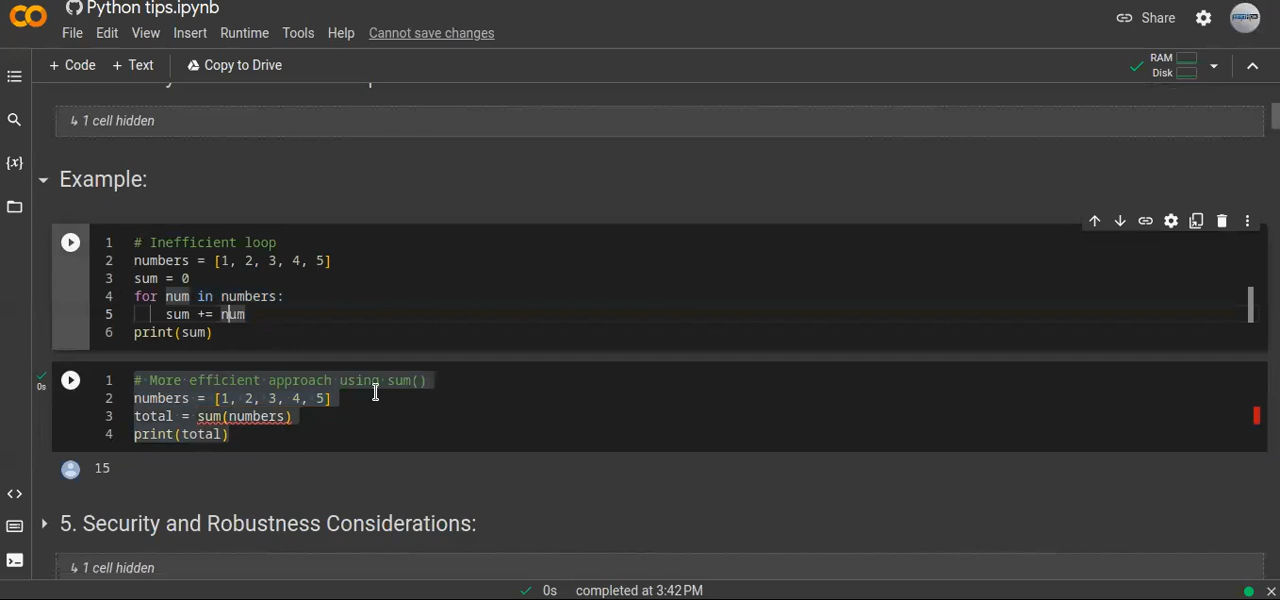 Python tips.ipynb
Share
File Edit View Insert Runtime Tools Help Cannot save changes
+ Code + Text Copy to Drive
RAM
Disk
↳ 1 cell hidden
Example:
1 # Inefficient loop
2 numbers = [1, 2, 3, 4, 5]
3 sum = 0
4 for num in numbers:
5 sum += num
6 print(sum)
0s
1 # More efficient approach using sum()
2 numbers = [1, 2, 3, 4, 5]
3 total = sum(numbers)
4 print(total)
15
5. Security and Robustness Considerations:
↳ 1 cell hidden
0s completed at 3:42 PM